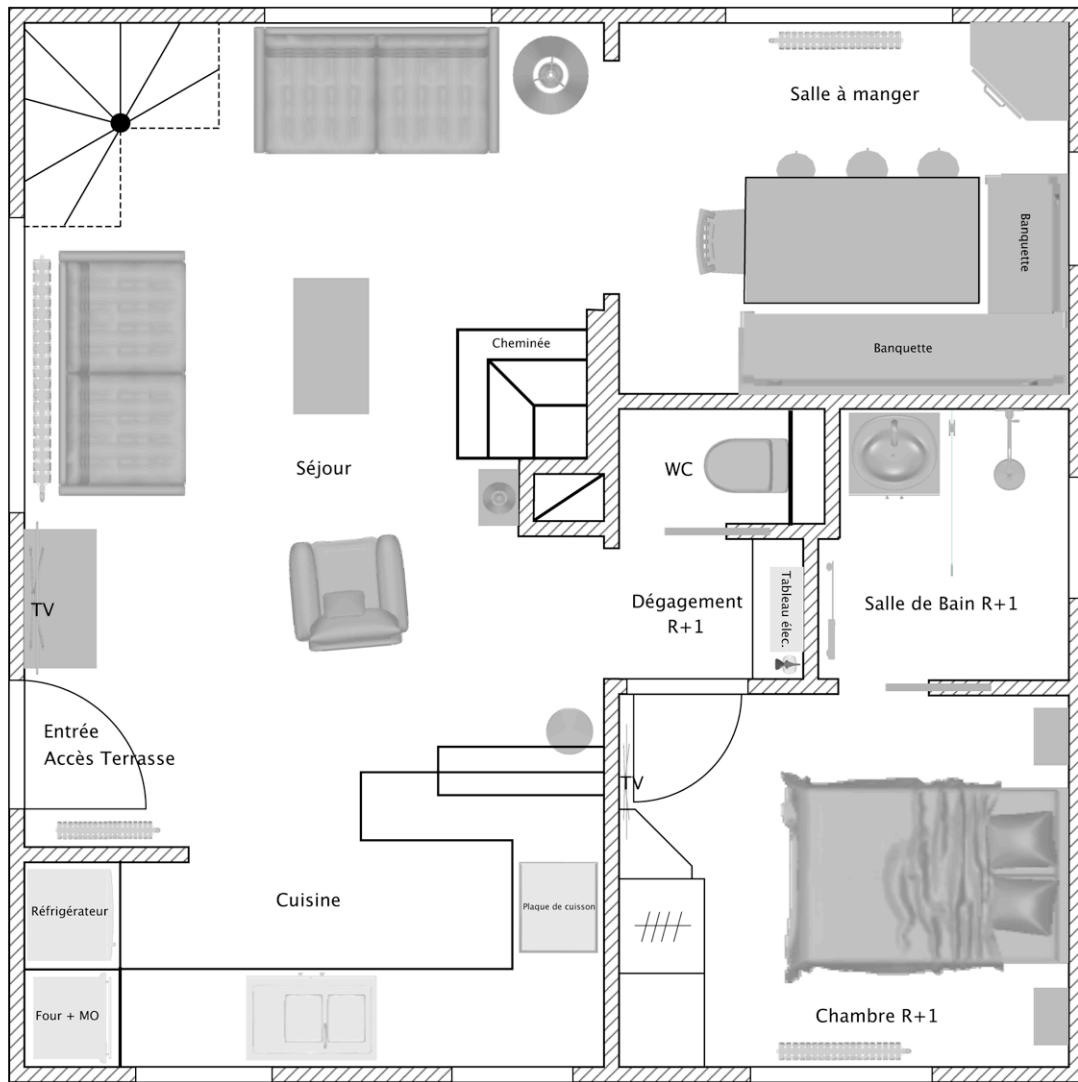 Salle à manger
Banquette
Banquette
Cheminée
Séjour
WC
TV
Dégagement
R+1
Tableau élec.
Salle de Bain R+1
Entrée
Accès Terrasse
TV
Cuisine
Réfrigérateur
Plaque de cuisson
Four + MO
Chambre R+1